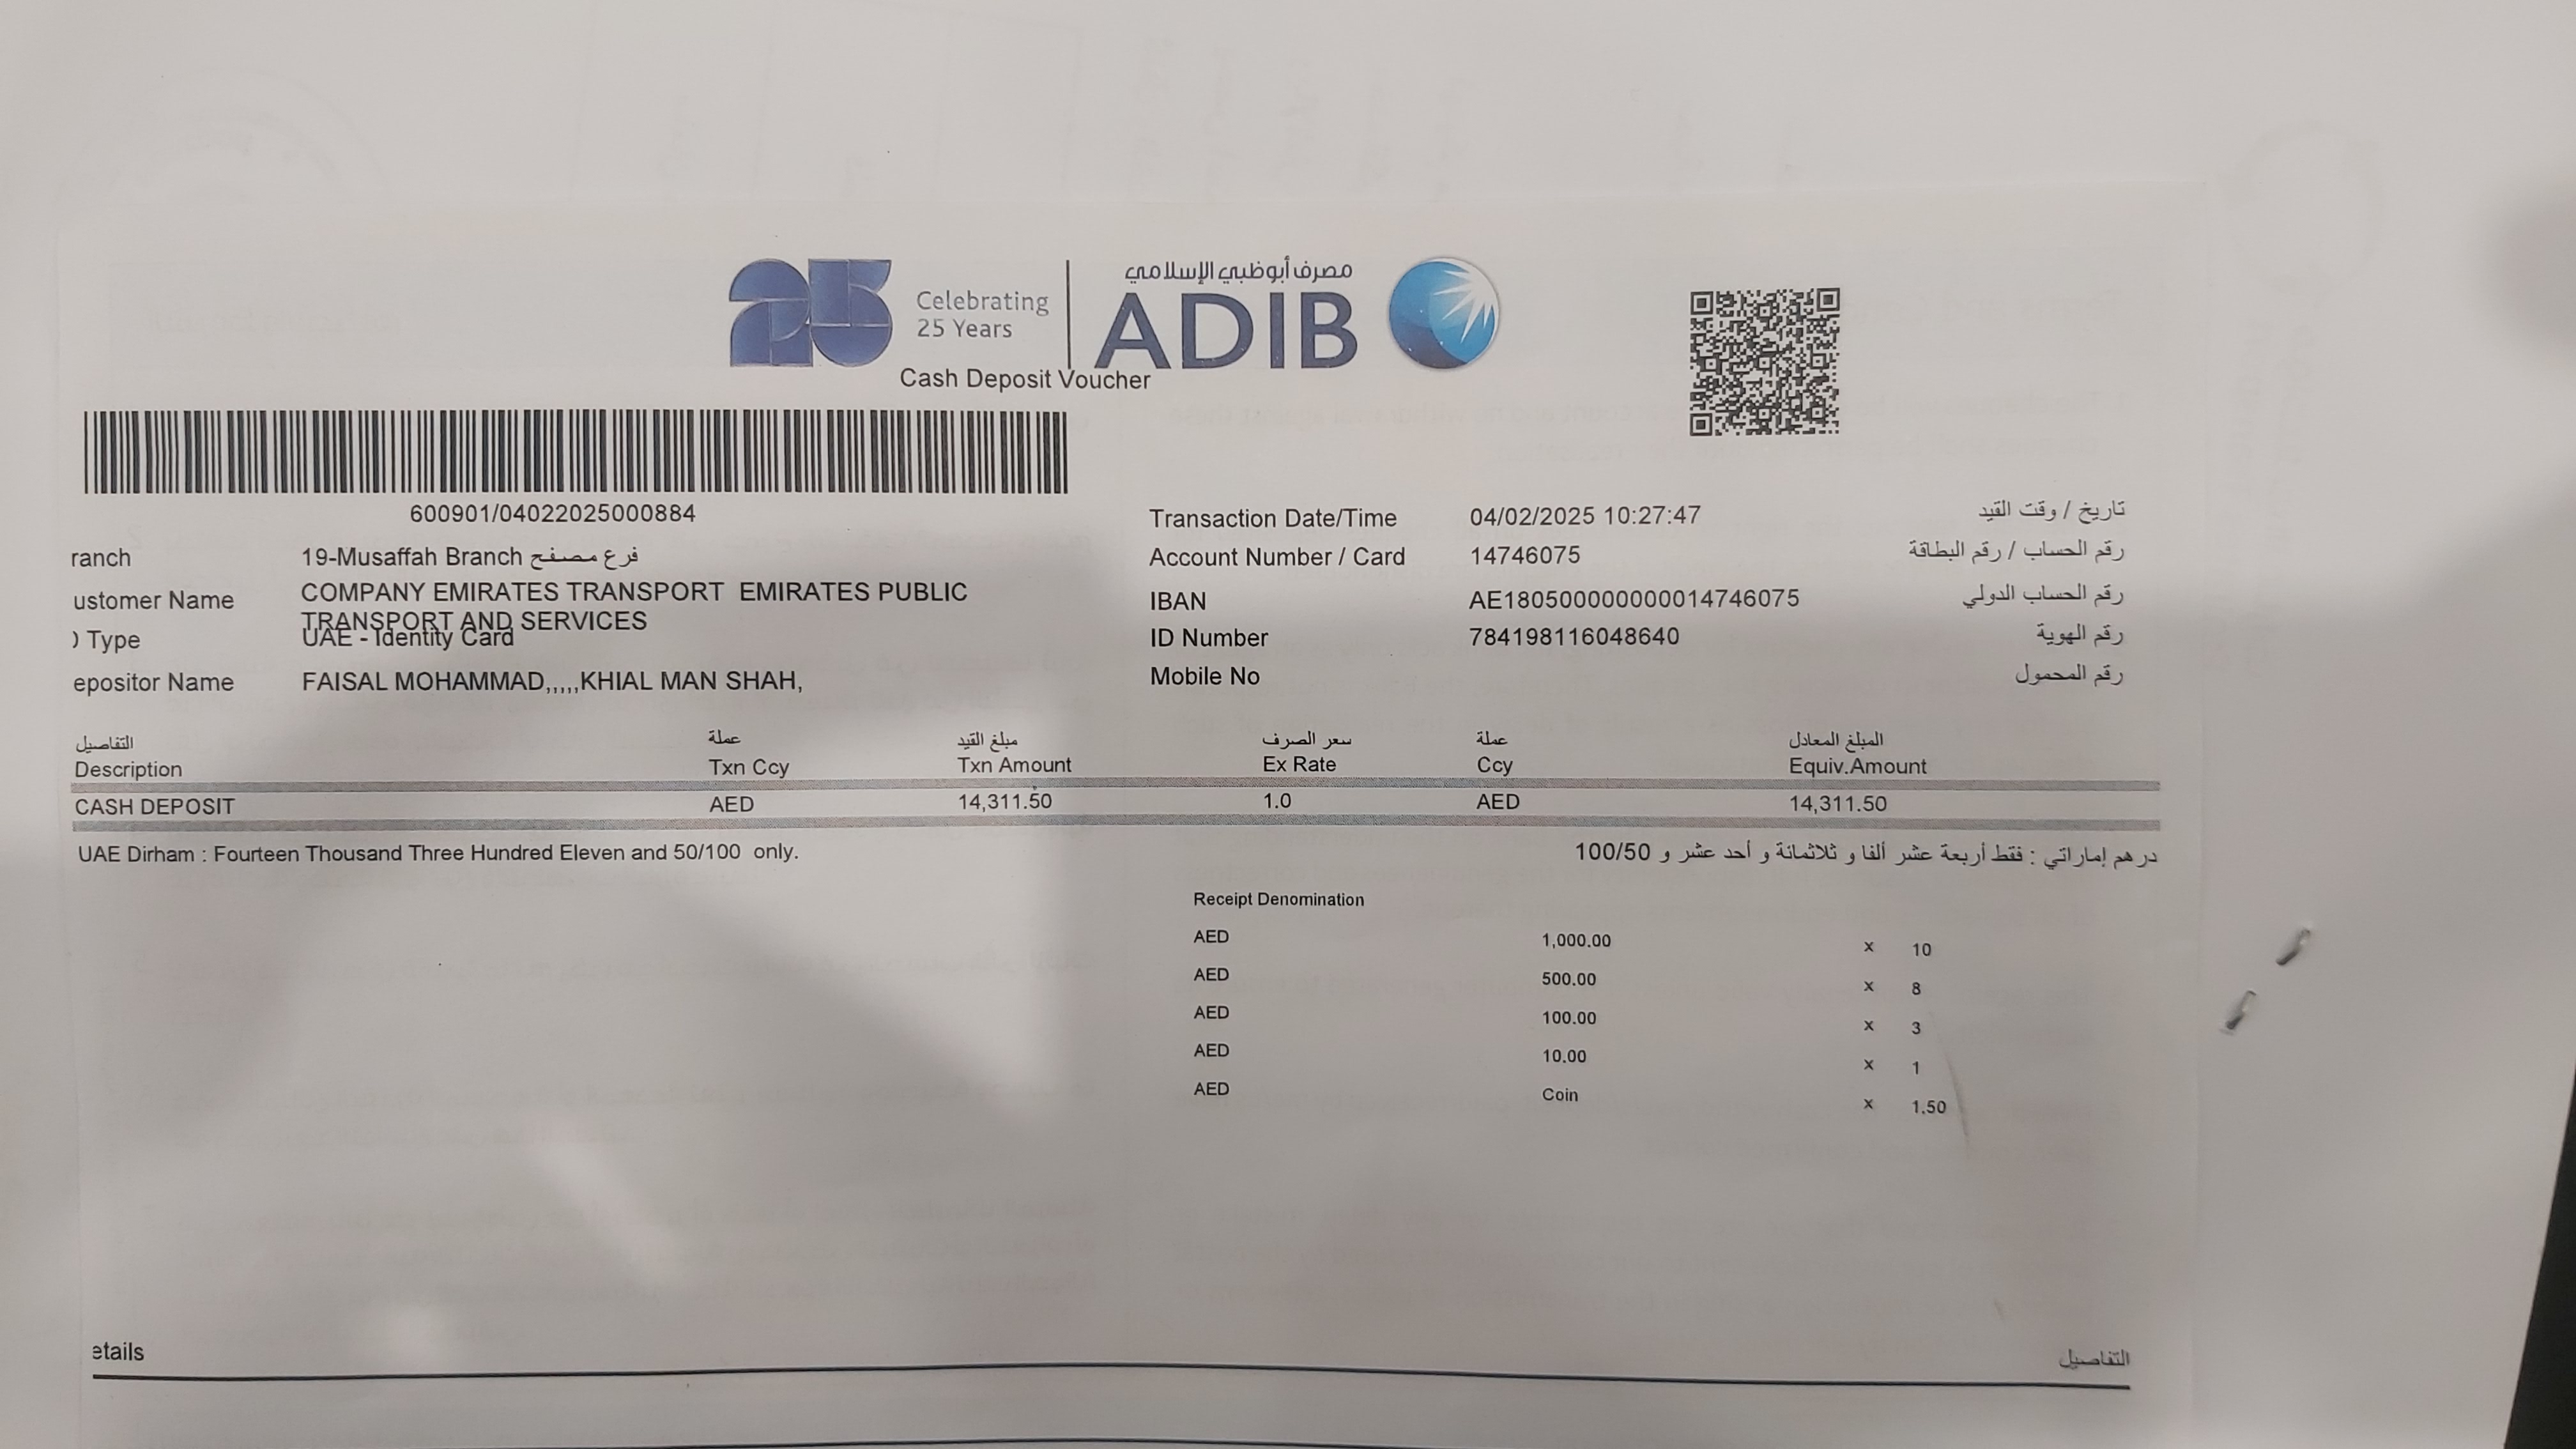 Celebrating
25 Years
مصرف أبوظبي الإسلامي
ADIB
Cash Deposit Voucher
600901/04022025000884
Transaction Date/Time 04/02/2025 10:27:47 تاريخ / وقت القيد
ranch 19-Musaffah Branch فرع مصفح
Account Number / Card 14746075 رقم الحساب / رقم البطاقة
ustomer Name COMPANY EMIRATES TRANSPORT EMIRATES PUBLIC
TRANSPORT AND SERVICES
IBAN AE180500000000014746075 رقم الحساب الدولي
Type UAE - Identity Card
ID Number 784198116048640 رقم الهوية
epositor Name FAISAL MOHAMMAD,,,,,KHIAL MAN SHAH,
Mobile No رقم المحمول
التفاصيل عملة مبلغ القيد سعر الصرف عملة المبلغ المعادل
Description Txn Ccy Txn Amount Ex Rate Ccy Equiv.Amount
CASH DEPOSIT AED 14,311.50 1.0 AED 14,311.50
UAE Dirham : Fourteen Thousand Three Hundred Eleven and 50/100 only.
درهم إماراتي : فقط أربعة عشر ألفا و ثلاثمائة و أحد عشر و 100/50
Receipt Denomination
AED 1,000.00 x 10
AED 500.00 x 8
AED 100.00 x 3
AED 10.00 x 1
AED Coin x 1.50
etails التفاصيل